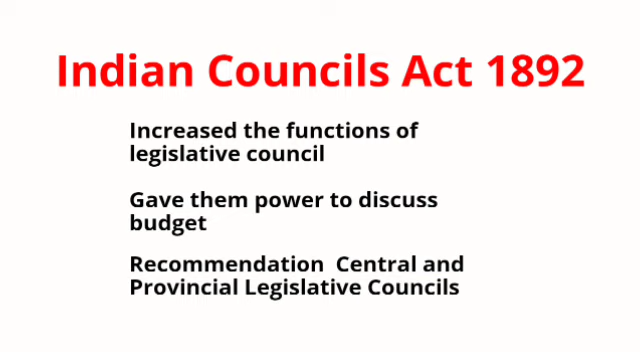 Indian Councils Act 1892
Increased the functions of
legislative council
Gave them power to discuss
budget
Recommendation  Central and
Provincial Legislative Councils